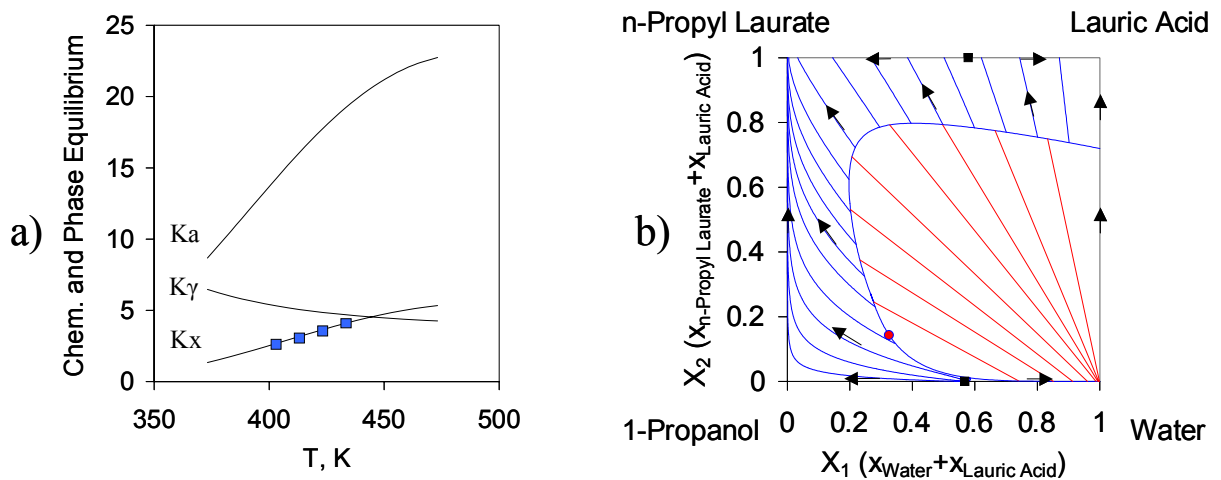 a)
Chem. and Phase Equilibrium
25
20
15
10
5
0
Ka
Kγ
Kx
350 400 450 500
T, K
b)
n-Propyl Laurate
Lauric Acid
X2 (xn-Propyl Laurate+xLauric Acid)
1
0.8
0.6
0.4
0.2
0
0 0.2 0.4 0.6 0.8 1
1-Propanol
Water
X1 (xWater+xLauric Acid)